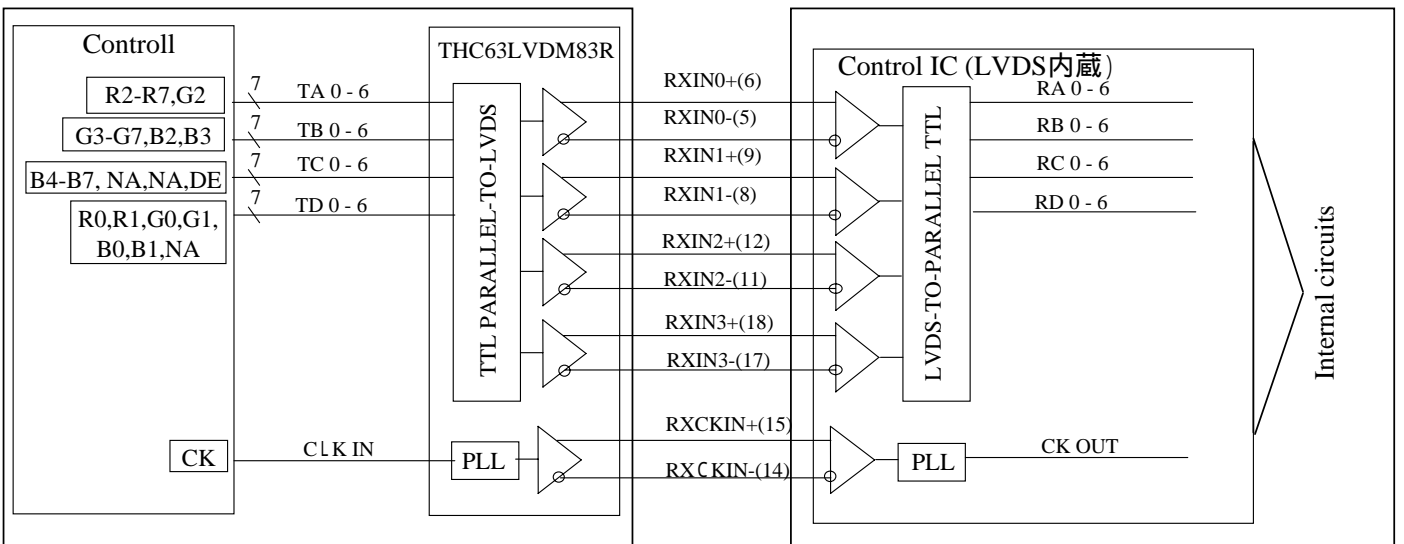 Controll
R2-R7,G2
G3-G7,B2,B3
B4-B7, NA,NA,DE
R0,R1,G0,G1,
B0,B1,NA
CK
7
TA 0 - 6
7
TB 0 - 6
7
TC 0 - 6
7
TD 0 - 6
CLK IN
THC63LVDM83R
TTL PARALLEL-TO-LVDS
PLL
RXIN0+(6)
RXIN0-(5)
RXIN1+(9)
RXIN1-(8)
RXIN2+(12)
RXIN2-(11)
RXIN3+(18)
RXIN3-(17)
RXCKIN+(15)
RXCKIN-(14)
Control IC (LVDS内蔵)
LVDS-TO-PARALLEL TTL
PLL
RA 0 - 6
RB 0 - 6
RC 0 - 6
RD 0 - 6
CK OUT
Internal circuits